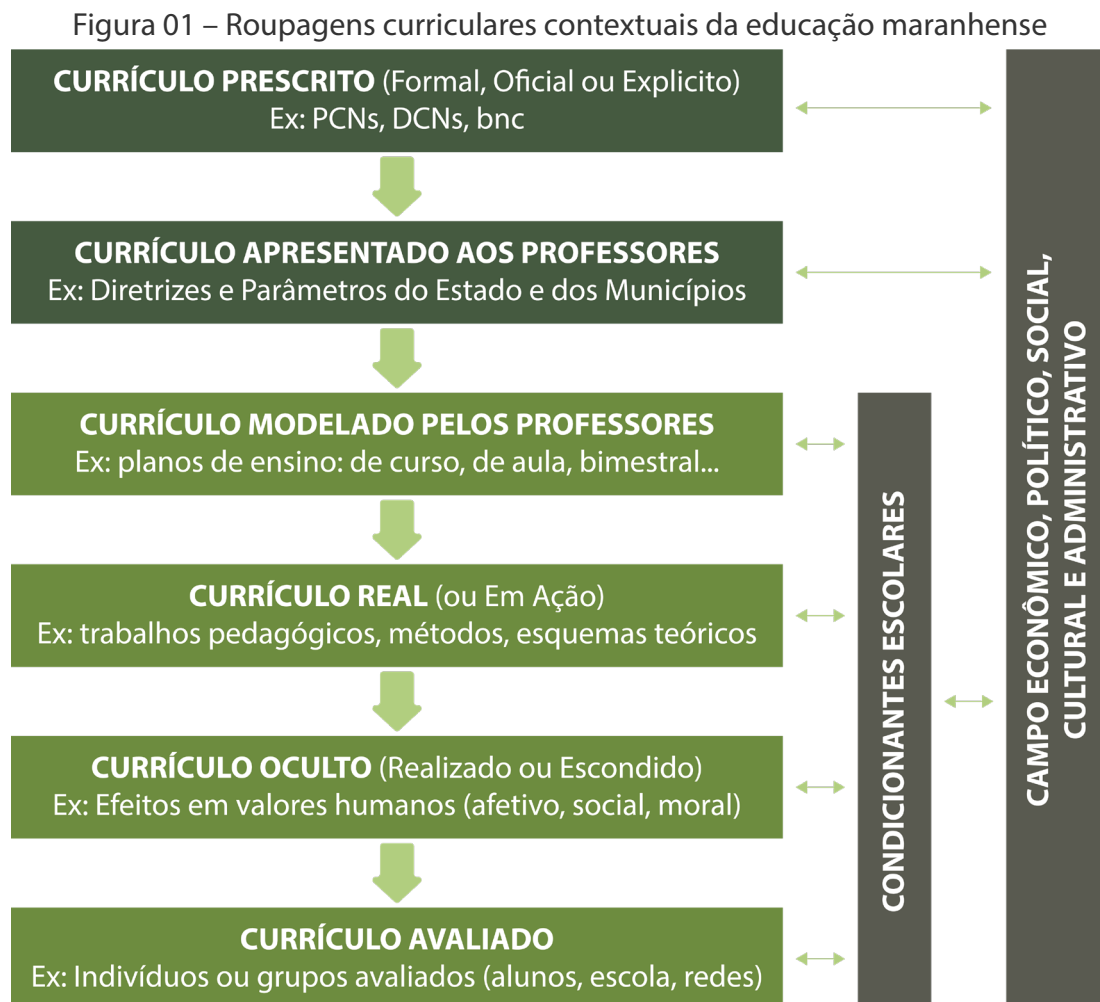 Figura 01 – Roupagens curriculares contextuais da educação maranhense
CURRÍCULO PRESCRITO (Formal, Oficial ou Explicito)
Ex: PCNs, DCNs, bnc
CURRÍCULO APRESENTADO AOS PROFESSORES
Ex: Diretrizes e Parâmetros do Estado e dos Municípios
CURRÍCULO MODELADO PELOS PROFESSORES
Ex: planos de ensino: de curso, de aula, bimestral...
CURRÍCULO REAL (ou Em Ação)
Ex: trabalhos pedagógicos, métodos, esquemas teóricos
CURRÍCULO OCULTO (Realizado ou Escondido)
Ex: Efeitos em valores humanos (afetivo, social, moral)
CURRÍCULO AVALIADO
Ex: Indivíduos ou grupos avaliados (alunos, escola, redes)
CONDICIONANTES ESCOLARES
CAMPO ECONÔMICO, POLÍTICO, SOCIAL,
CULTURAL E ADMINISTRATIVO